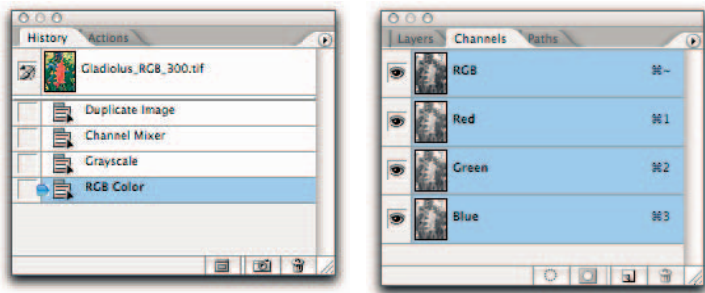 History Actions
Gladiolus_RGB_300.tif
Duplicate Image
Channel Mixer
Grayscale
RGB Color
Layers Channels Paths
RGB ⌘~
Red ⌘1
Green ⌘2
Blue ⌘3